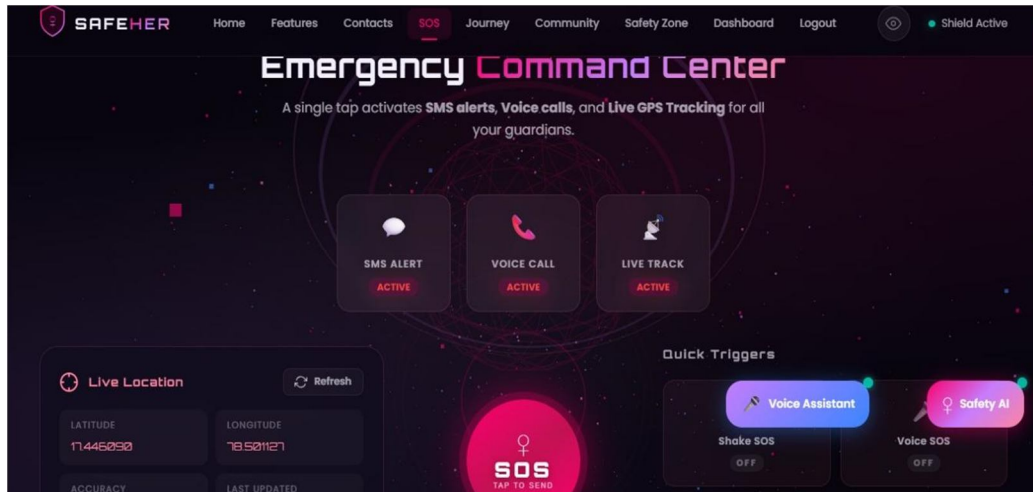 SAFEHER
Home Features Contacts SOS Journey Community Safety Zone Dashboard Logout
Shield Active
Emergency Command Center
A single tap activates SMS alerts, Voice calls, and Live GPS Tracking for all
your guardians.
SMS ALERT
ACTIVE
VOICE CALL
ACTIVE
LIVE TRACK
ACTIVE
Live Location
Refresh
LATITUDE
17.446090
LONGITUDE
78.501127
ACCURACY
LAST UPDATED
SOS
TAP TO SEND
Quick Triggers
Voice Assistant
Safety AI
Shake SOS
OFF
Voice SOS
OFF